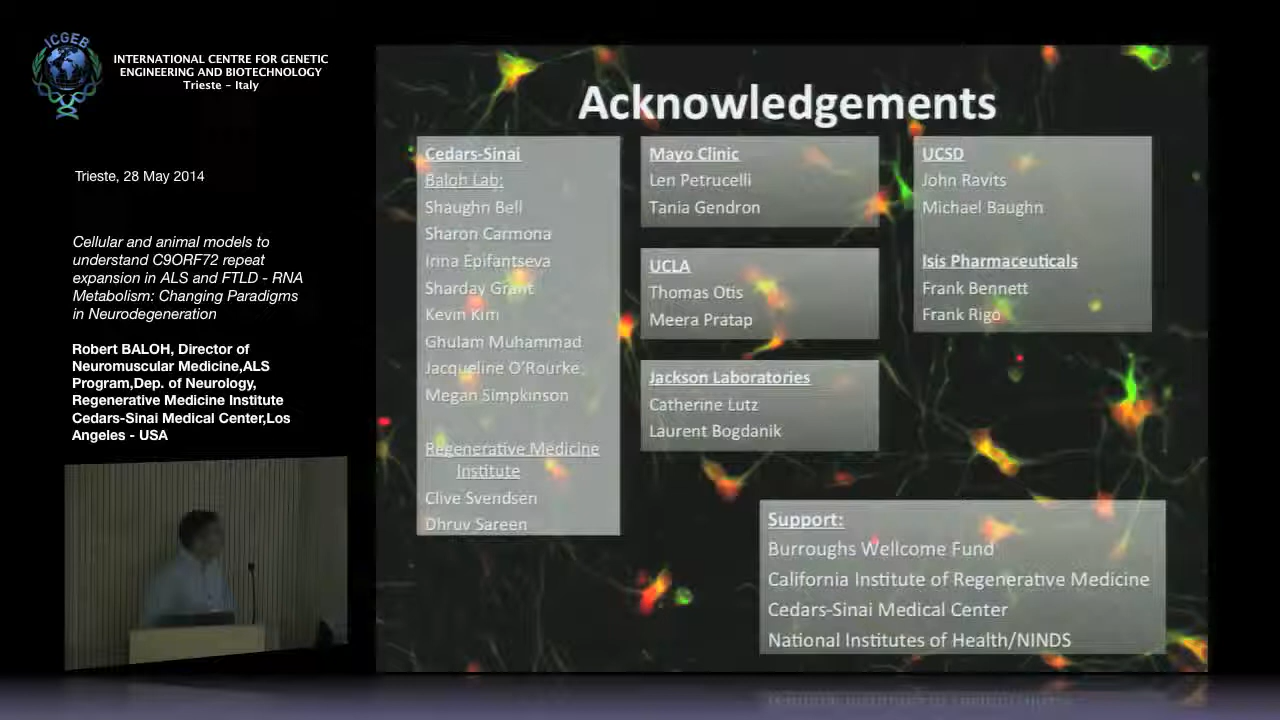 ICGEB
INTERNATIONAL CENTRE FOR GENETIC
ENGINEERING AND BIOTECHNOLOGY
Trieste - Italy
Trieste, 28 May 2014
Cellular and animal models to
understand C9ORF72 repeat
expansion in ALS and FTLD - RNA
Metabolism: Changing Paradigms
in Neurodegeneration
Robert BALOH, Director of
Neuromuscular Medicine,ALS
Program,Dep. of Neurology,
Regenerative Medicine Institute
Cedars-Sinai Medical Center,Los
Angeles - USA
Acknowledgements
Cedars-Sinai
Baloh Lab:
Shaughn Bell
Sharon Carmona
Irina Epifantseva
Sharday Grant
Kevin Kim
Ghulam Muhammad
Jacqueline O'Rourke
Megan Simpkinson
Regenerative Medicine
Institute
Clive Svendsen
Dhruv Sareen
Mayo Clinic
Len Petrucelli
Tania Gendron
UCLA
Thomas Otis
Meera Pratap
Jackson Laboratories
Catherine Lutz
Laurent Bogdanik
UCSD
John Ravits
Michael Baughn
Isis Pharmaceuticals
Frank Bennett
Frank Rigo
Support:
Burroughs Wellcome Fund
California Institute of Regenerative Medicine
Cedars-Sinai Medical Center
National Institutes of Health/NINDS